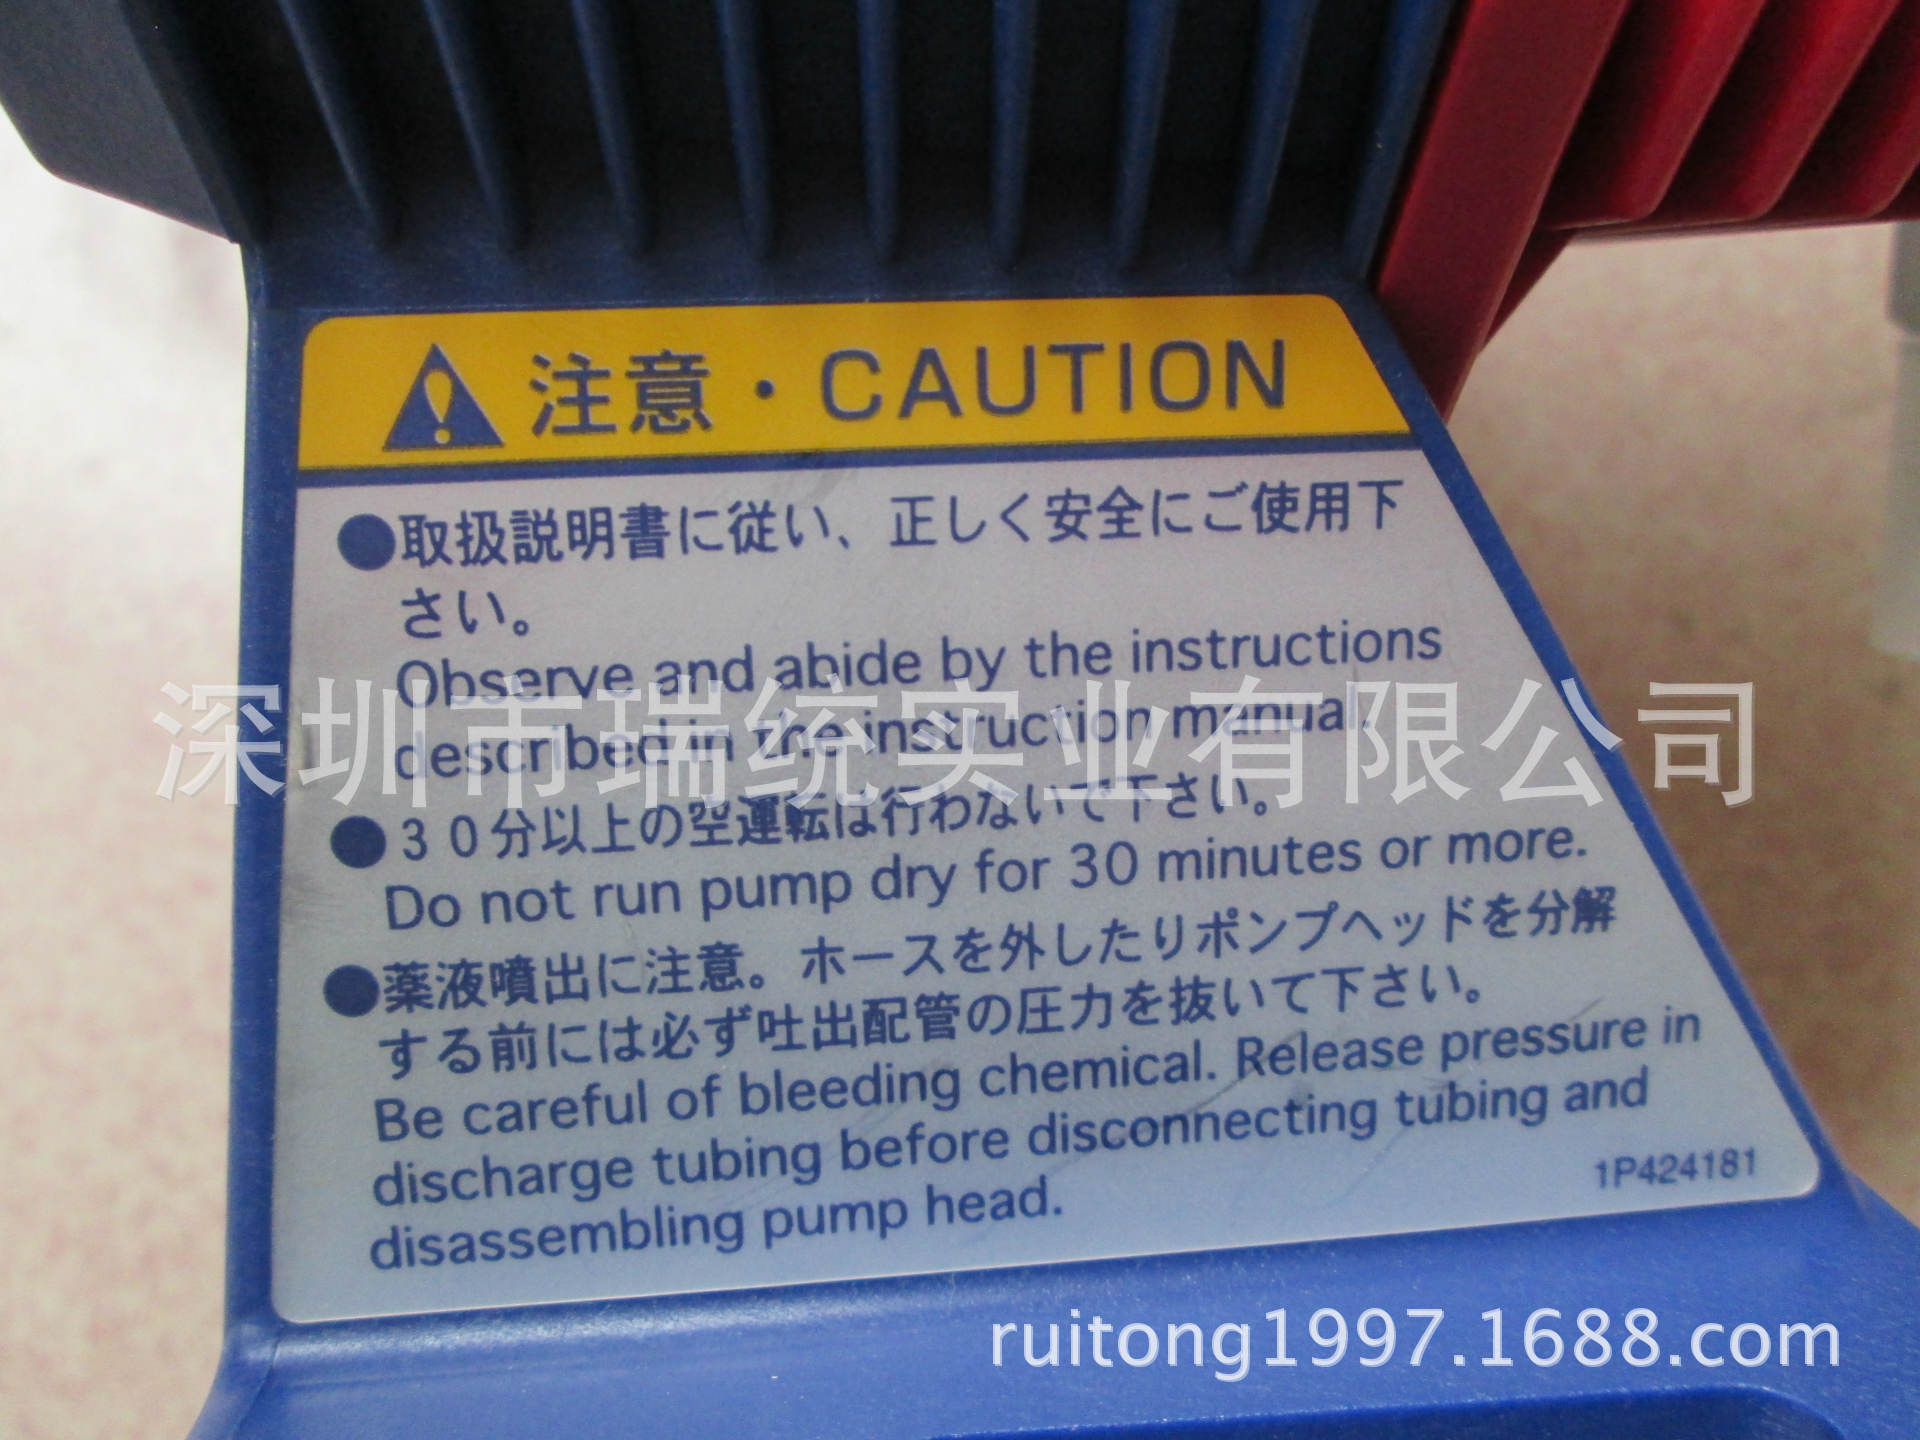 注意・CAUTION
●取扱説明書に従い、正しく安全にご使用下
さい。
Observe and abide by the instructions
described in the instruction manual.
深圳市瑞统实业有限公司
●30分以上の空運転は行わないで下さい。
Do not run pump dry for 30 minutes or more.
●薬液噴出に注意。ホースを外したりポンプヘッドを分解
する前には必ず吐出配管の圧力を抜いて下さい。
Be careful of bleeding chemical. Release pressure in
discharge tubing before disconnecting tubing and
disassembling pump head.
1P424181
ruitong1997.1688.com